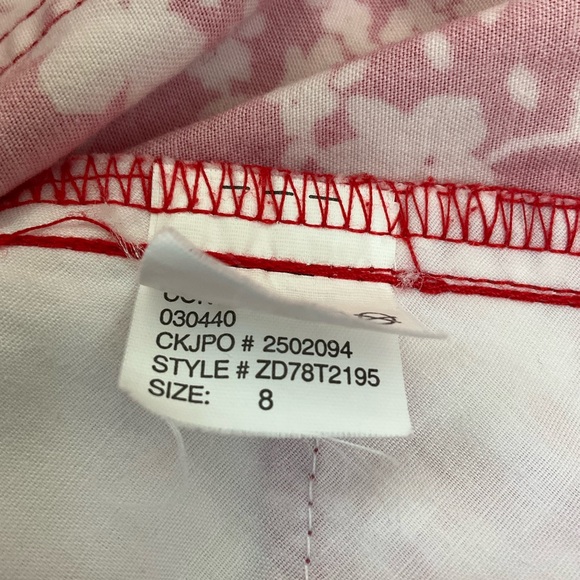 030440
CKJPO # 2502094
STYLE # ZD78T2195
SIZE: 8